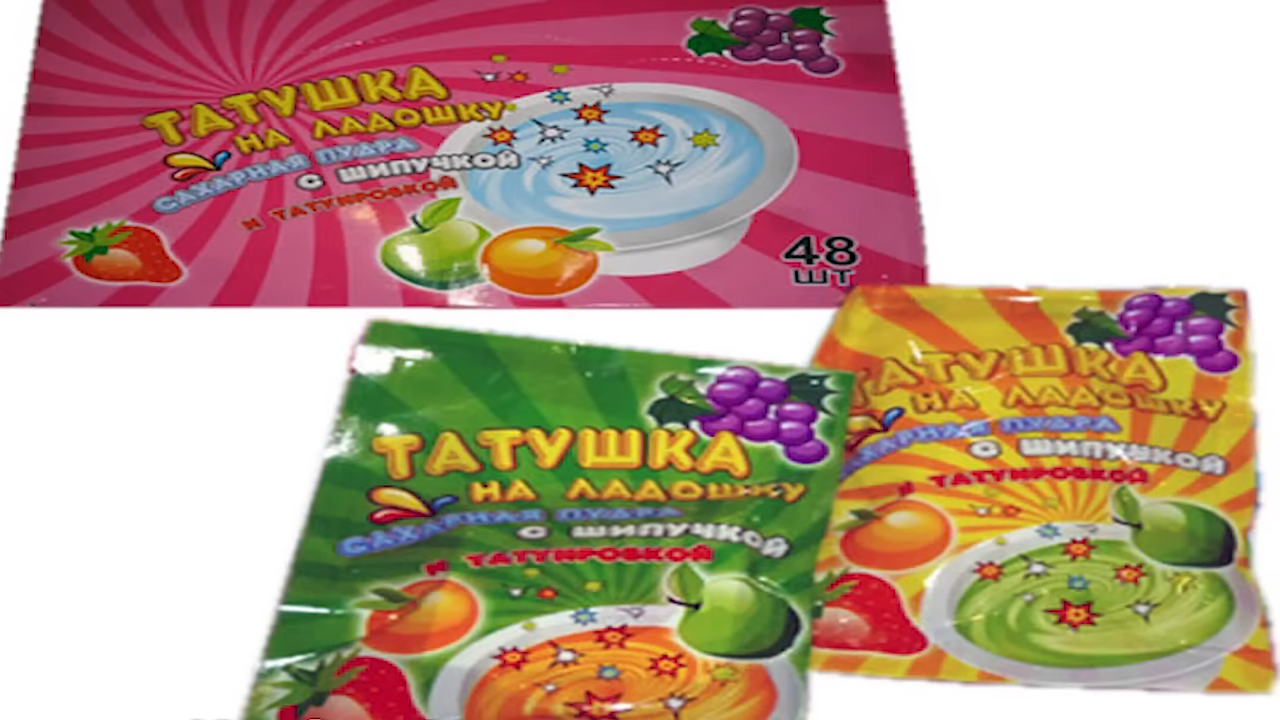 ТАТУШКА
НА ЛАДОШКУ
САХАРНАЯ ПУДРА
С ШИПУЧКОЙ
И ТАТУИРОВКОЙ
48
ШТ
ТАТУШКА
НА ЛАДОШКУ
САХАРНАЯ ПУДРА
С ШИПУЧКОЙ
И ТАТУИРОВКОЙ
ТАТУШКА
НА ЛАДОШКУ
САХАРНАЯ ПУДРА
С ШИПУЧКОЙ
И ТАТУИРОВКОЙ